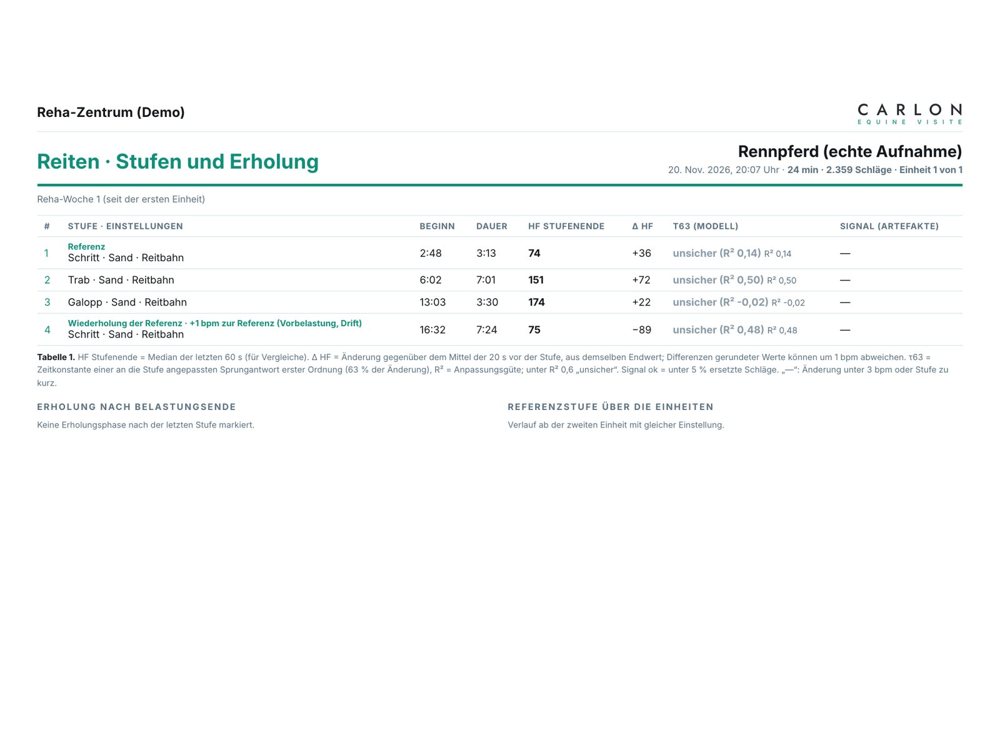 Reha-Zentrum (Demo)
CARLON
EQUINE VISITE
Reiten · Stufen und Erholung
Rennpferd (echte Aufnahme)
20. Nov. 2026, 20:07 Uhr · 24 min · 2.359 Schläge · Einheit 1 von 1
Reha-Woche 1 (seit der ersten Einheit)
# STUFE · EINSTELLUNGEN BEGINN DAUER HF STUFENENDE Δ HF T63 (MODELL) SIGNAL (ARTEFAKTE)
Referenz
1 Schritt · Sand · Reitbahn 2:48 3:13 74 +36 unsicher (R² 0,14) R² 0,14 —
2 Trab · Sand · Reitbahn 6:02 7:01 151 +72 unsicher (R² 0,50) R² 0,50 —
3 Galopp · Sand · Reitbahn 13:03 3:30 174 +22 unsicher (R² -0,02) R² -0,02 —
Wiederholung der Referenz · +1 bpm zur Referenz (Vorbelastung, Drift)
4 Schritt · Sand · Reitbahn 16:32 7:24 75 −89 unsicher (R² 0,48) R² 0,48 —
Tabelle 1. HF Stufenende = Median der letzten 60 s (für Vergleiche). Δ HF = Änderung gegenüber dem Mittel der 20 s vor der Stufe, aus demselben Endwert; Differenzen gerundeter Werte können um 1 bpm abweichen. τ63 =
Zeitkonstante einer an die Stufe angepassten Sprungantwort erster Ordnung (63 % der Änderung), R² = Anpassungsgüte; unter R² 0,6 „unsicher“. Signal ok = unter 5 % ersetzte Schläge. „—“: Änderung unter 3 bpm oder Stufe zu
kurz.
ERHOLUNG NACH BELASTUNGSENDE
Keine Erholungsphase nach der letzten Stufe markiert.
REFERENZSTUFE ÜBER DIE EINHEITEN
Verlauf ab der zweiten Einheit mit gleicher Einstellung.